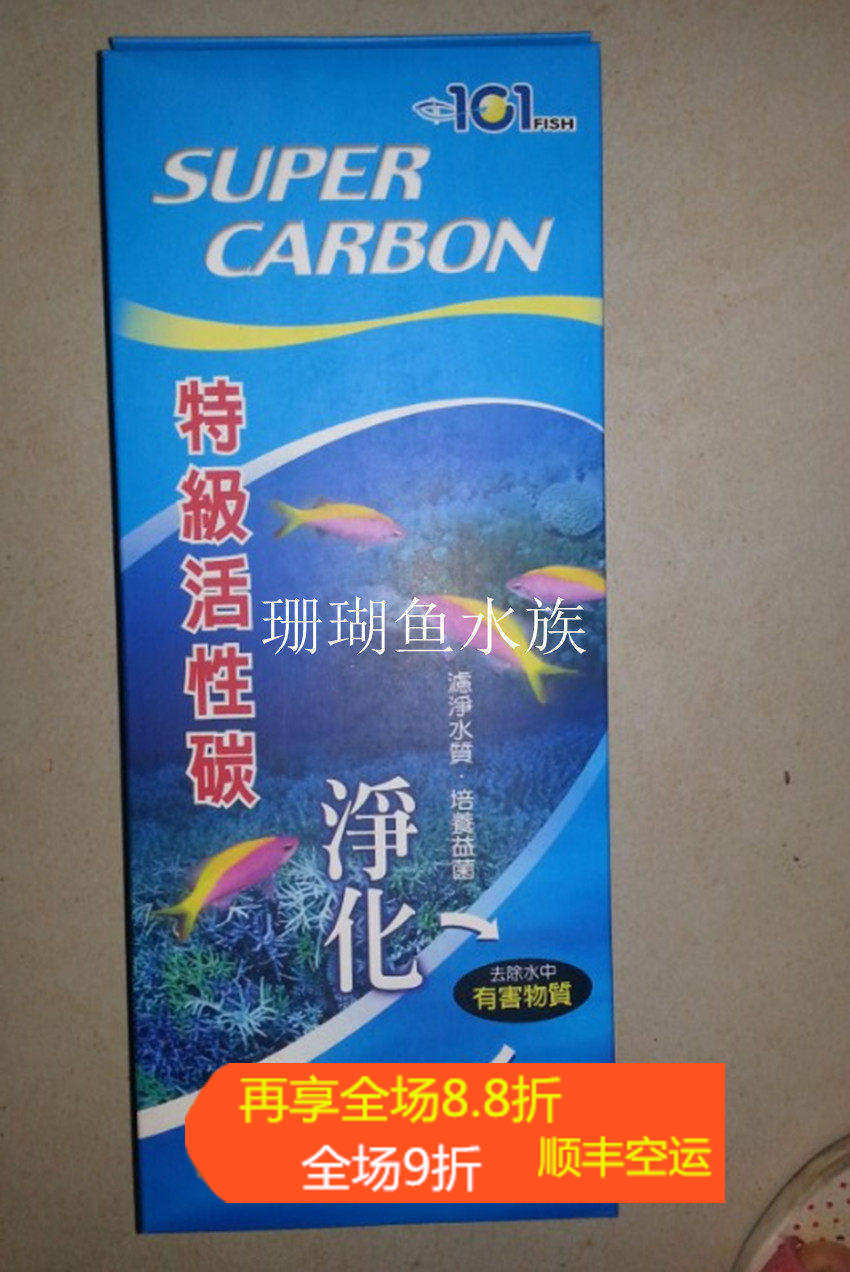 101 FISH
SUPER
CARBON
特級活性碳
珊瑚鱼水族
濾淨水質·培養益菌
淨化
去除水中
有害物質
再享全场8.8折
全场9折
顺丰空运